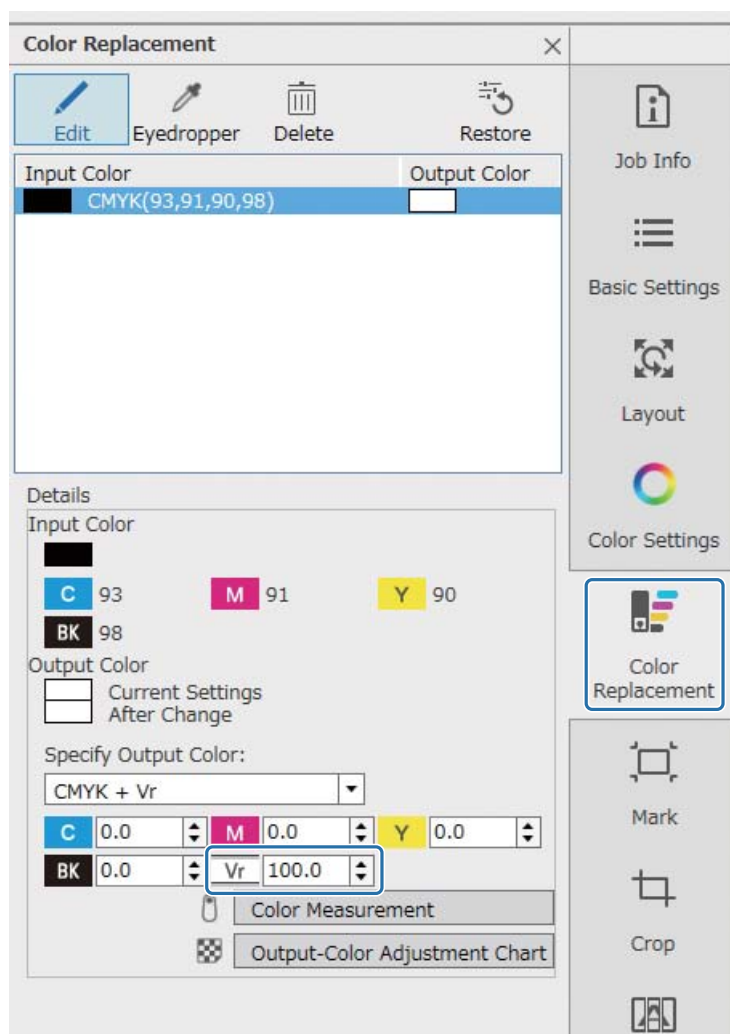 Color Replacement
Edit Eyedropper Delete Restore
Input Color Output Color
CMYK(93,91,90,98)
Details
Input Color
C 93 M 91 Y 90
BK 98
Output Color
Current Settings
After Change
Specify Output Color:
CMYK + Vr
C 0.0 M 0.0 Y 0.0
BK 0.0 Vr 100.0
Color Measurement
Output-Color Adjustment Chart
Job Info
Basic Settings
Layout
Color Settings
Color
Replacement
Mark
Crop